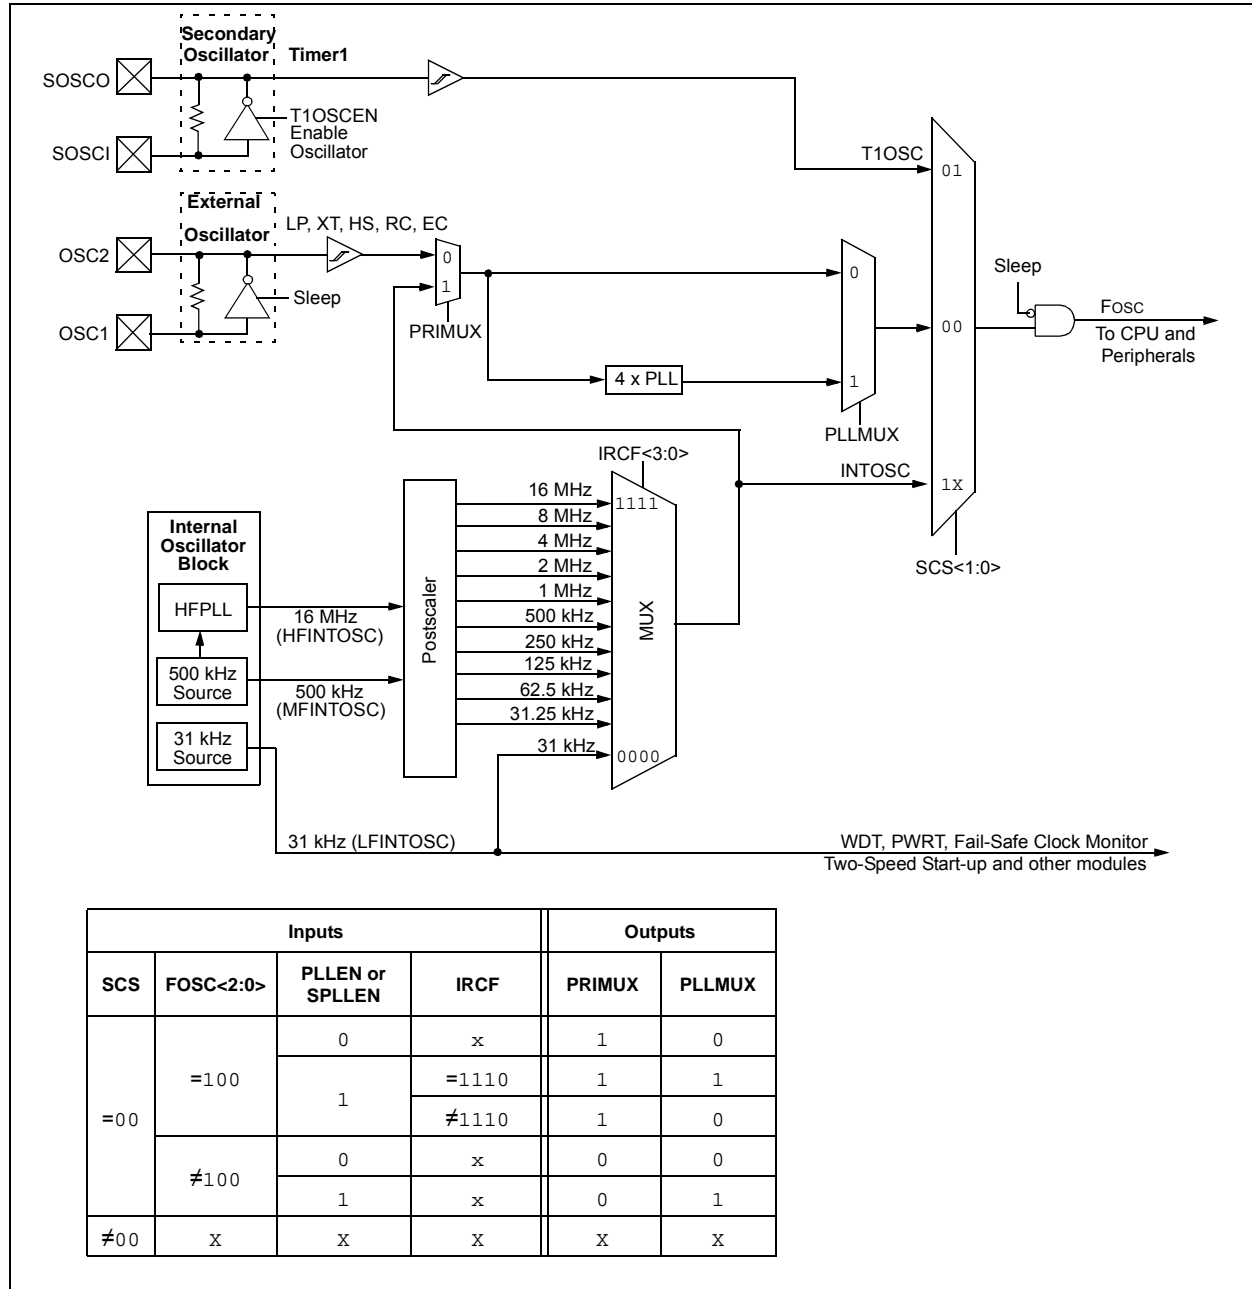 Secondary
Oscillator
Timer1
SOSCO
T1OSCEN
Enable
Oscillator
SOSCI
T1OSC
01
External
Oscillator
LP, XT, HS, RC, EC
OSC2
0
1
PRIMUX
Sleep
OSC1
0
4 x PLL
1
PLLMUX
Sleep
00
FOSC
To CPU and
Peripherals
INTOSC
1X
SCS<1:0>
IRCF<3:0>
Internal
Oscillator
Block
HFPLL
500 kHz
Source
31 kHz
Source
16 MHz
(HFINTOSC)
500 kHz
(MFINTOSC)
Postscaler
16 MHz
8 MHz
4 MHz
2 MHz
1 MHz
500 kHz
250 kHz
125 kHz
62.5 kHz
31.25 kHz
31 kHz
1111
MUX
0000
31 kHz (LFINTOSC)
WDT, PWRT, Fail-Safe Clock Monitor
Two-Speed Start-up and other modules
Inputs Outputs
SCS FOSC<2:0> PLLEN or SPLLEN IRCF PRIMUX PLLMUX
=00 =100 0 x 1 0
1 =1110 1 1
≠1110 1 0
≠100 0 x 0 0
1 x 0 1
≠00 X X X X X